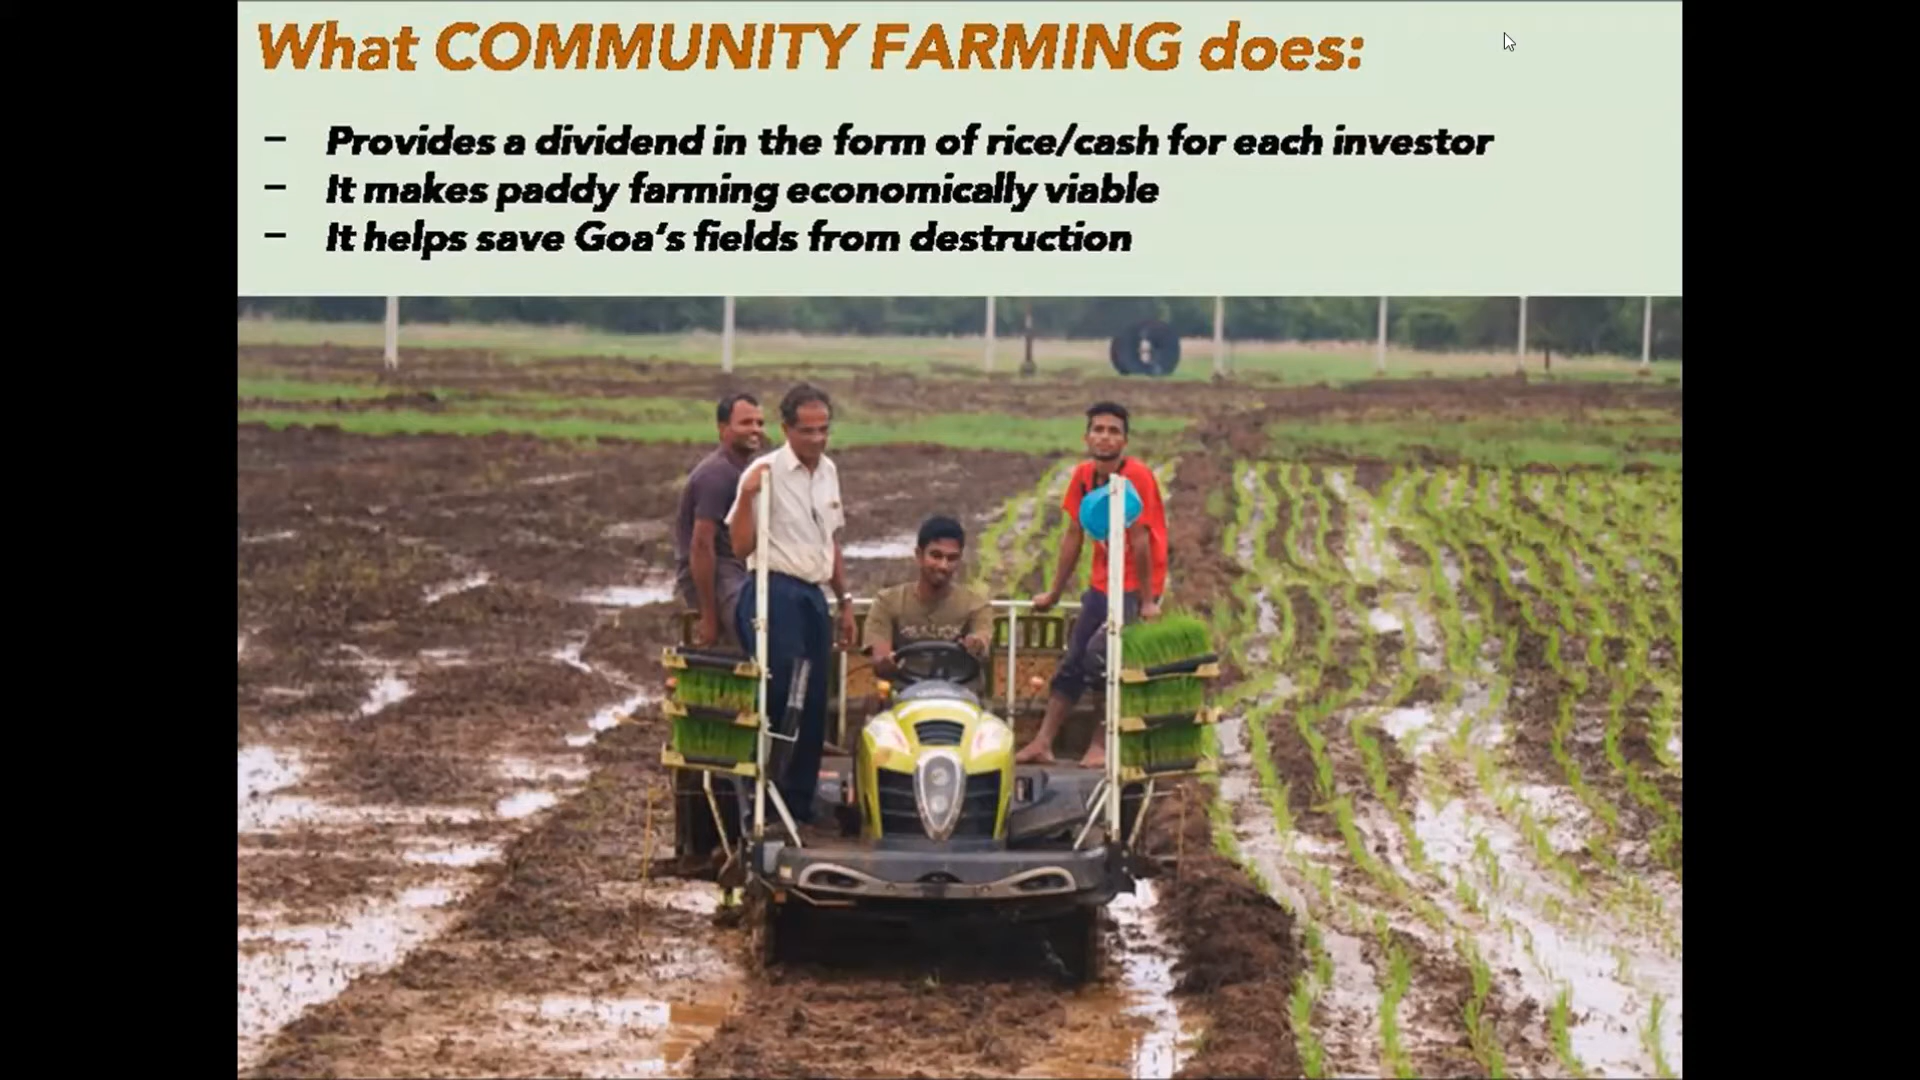 What COMMUNITY FARMING does:
– Provides a dividend in the form of rice/cash for each investor
– It makes paddy farming economically viable
– It helps save Goa's fields from destruction